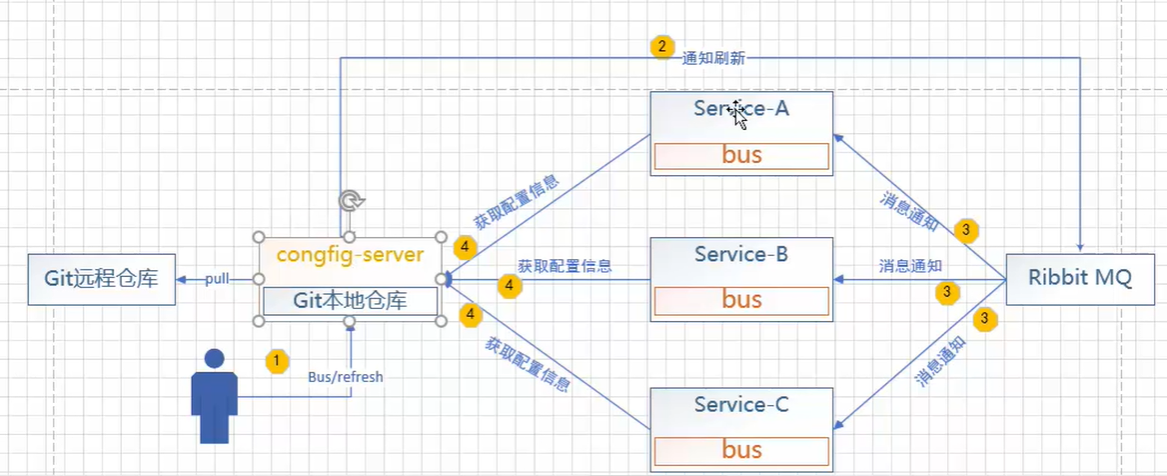 2
通知刷新
Service-A
bus
获取配置信息
4
消息通知
3
Git远程仓库
pull
congfig-server
Git本地仓库
获取配置信息
4
Service-B
bus
消息通知
3
Ribbit MQ
4
获取配置信息
3
消息通知
1
Bus/refresh
Service-C
bus